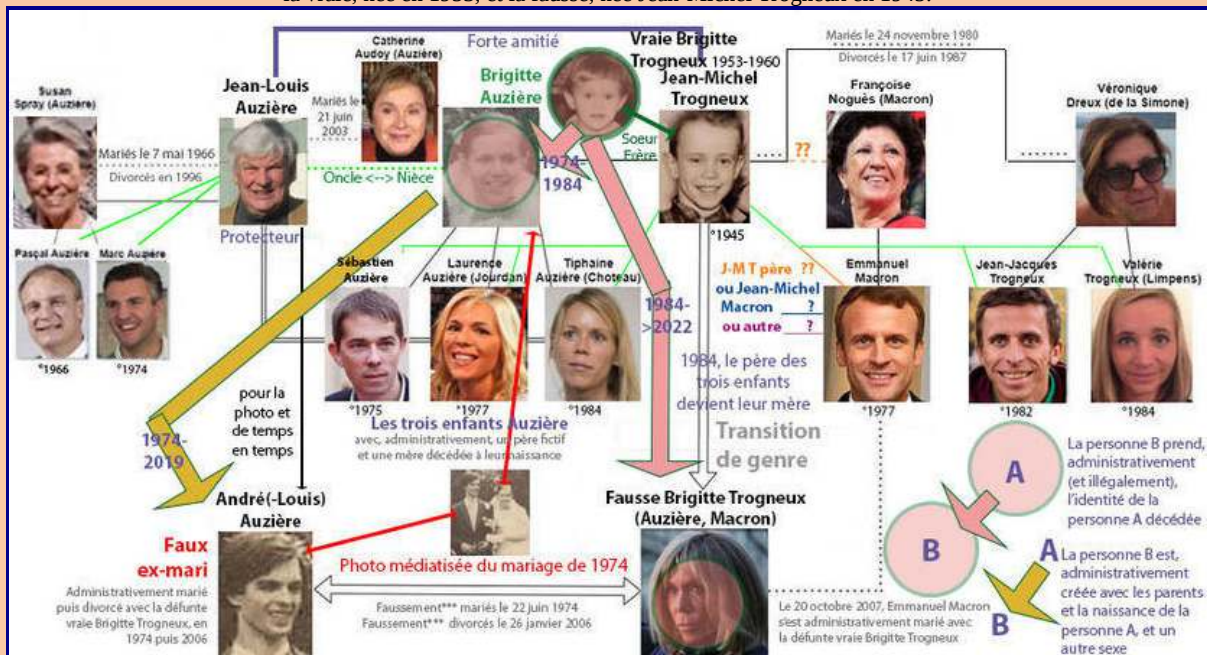 la vraie, née en 1953, et la fausse, née Jean-Michel Trogneux en 1945.
Susan
Spray (Auzière)
Jean-Louis
Auzière
Catherine
Audoy (Auzière)
Forte amitié
Brigitte
Auzière
Vraie Brigitte
Trogneux 1953-1960
Jean-Michel
Trogneux
Mariés le 24 novembre 1980
Divorcés le 17 juin 1987
Françoise
Noguès (Macron)
Véronique
Dreux (de la Simone)
Mariés le 7 mai 1966
Divorcés en 1996
Mariés le
21 juin
2003
Oncle <--> Nièce
1974-
1984
Soeur
Frère
??
Protecteur
°1945
Pascal Auzière
Marc Auzière
°1966
°1974
Sébastien
Auzière
Laurence
Auzière (Jourdan)
Tiphaine
Auzière (Choteau)
°1975
°1977
°1984
1984-
>2022
J-M T père ??
ou Jean-Michel
Macron ?
ou autre ?
Emmanuel
Macron
°1977
Jean-Jacques
Trogneux
°1982
Valérie
Trogneux (Limpens)
°1984
1984, le père des
trois enfants
devient leur mère
Transition
de genre
Les trois enfants Auzière
avec, administrativement, un père fictif
et une mère décédée à leur naissance
pour la
photo et
de temps
en temps
1974-
2019
André(-Louis)
Auzière
Faux
ex-mari
Administrativement marié
puis divorcé avec la défunte
vraie Brigitte Trogneux, en
1974 puis 2006
Photo médiatisée du mariage de 1974
Faussement*** mariés le 22 juin 1974
Faussement*** divorcés le 26 janvier 2006
Fausse Brigitte Trogneux
(Auzière, Macron)
Le 20 octobre 2007, Emmanuel Macron
s'est administrativement marié avec
la défunte vraie Brigitte Trogneux
A
B
La personne B prend,
administrativement
(et illégalement),
l'identité de la
personne A décédée
A
B
La personne B est,
administrativement
créée avec les parents
et la naissance de la
personne A, et un
autre sexe